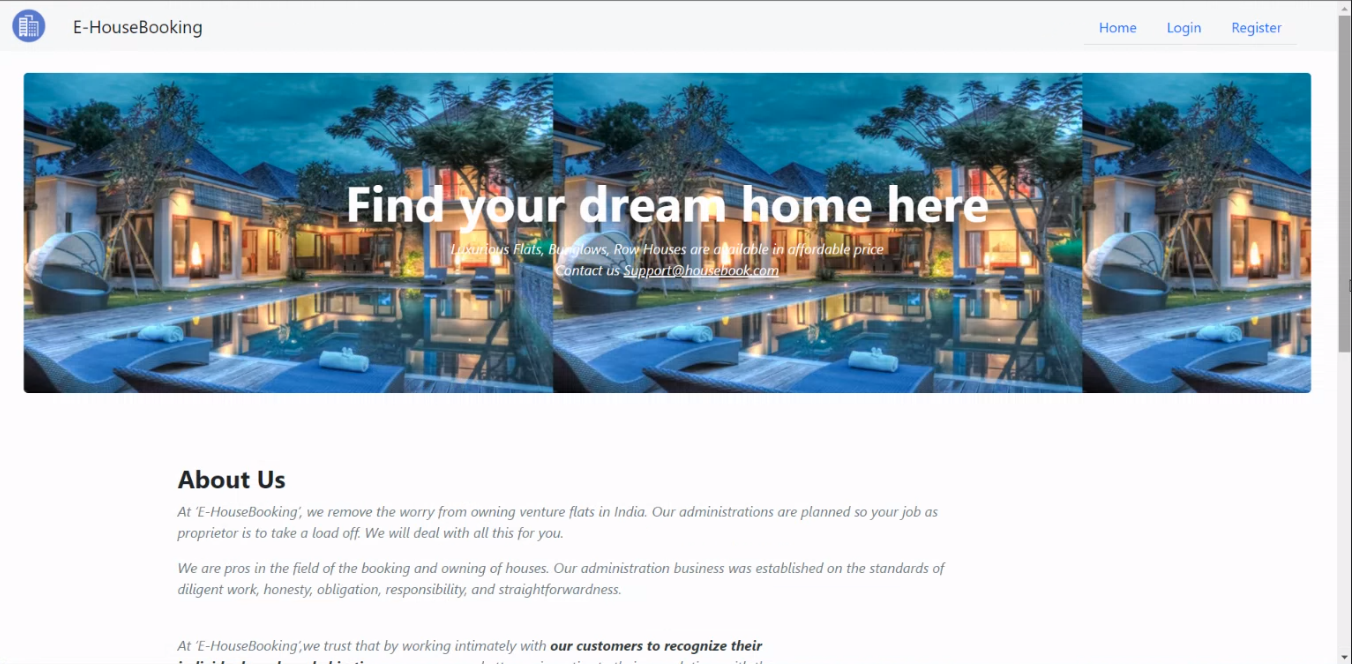 E-HouseBooking
Home Login Register
Find your dream home here
Luxurious Flats, Bunglows, Row Houses are available in affordable price
Contact us Support@housebook.com
About Us
At 'E-HouseBooking', we remove the worry from owning venture flats in India. Our administrations are planned so your job as
proprietor is to take a load off. We will deal with all this for you.
We are pros in the field of the booking and owning of houses. Our administration business was established on the standards of
diligent work, honesty, obligation, responsibility, and straightforwardness.
At 'E-HouseBooking',we trust that by working intimately with our customers to recognize their